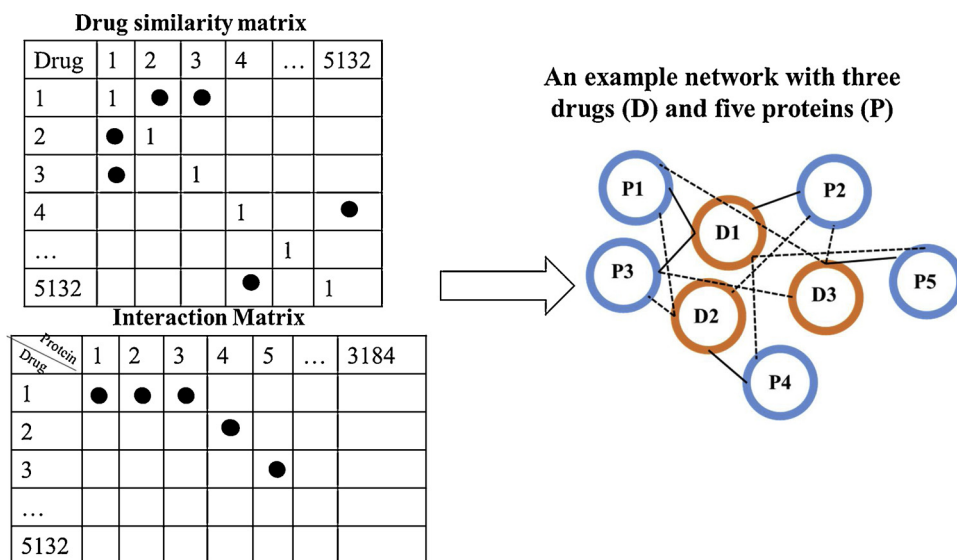 Drug similarity matrix
Drug 1 2 3 4 ... 5132
1 1
2 1
3 1
4 1
... 1
5132 1
Interaction Matrix
Protein
Drug
1 2 3 4 5 ... 3184
1
2
3
...
5132
An example network with three
drugs (D) and five proteins (P)
P1
P2
D1
P3
D3
P5
D2
P4